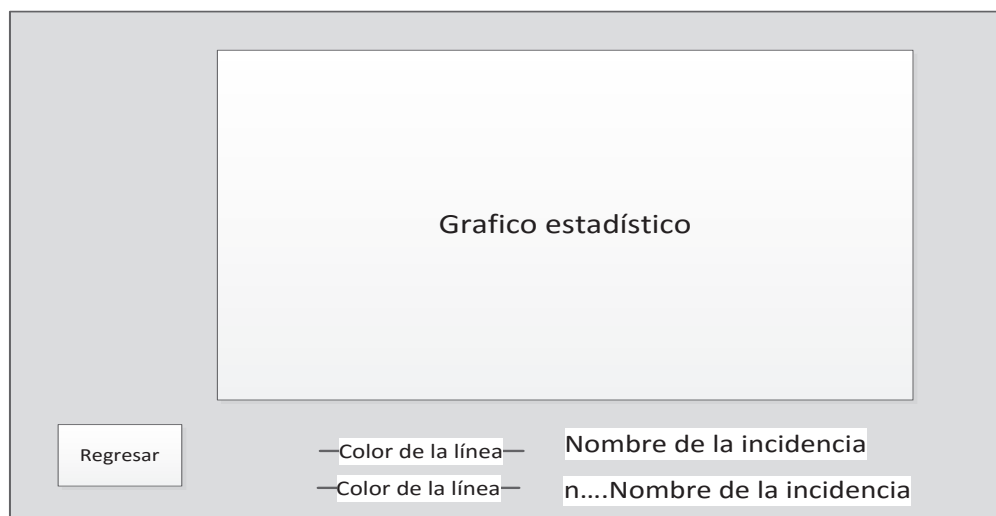 Grafico estadístico
Regresar
Color de la línea
Nombre de la incidencia
Color de la línea
n....Nombre de la incidencia